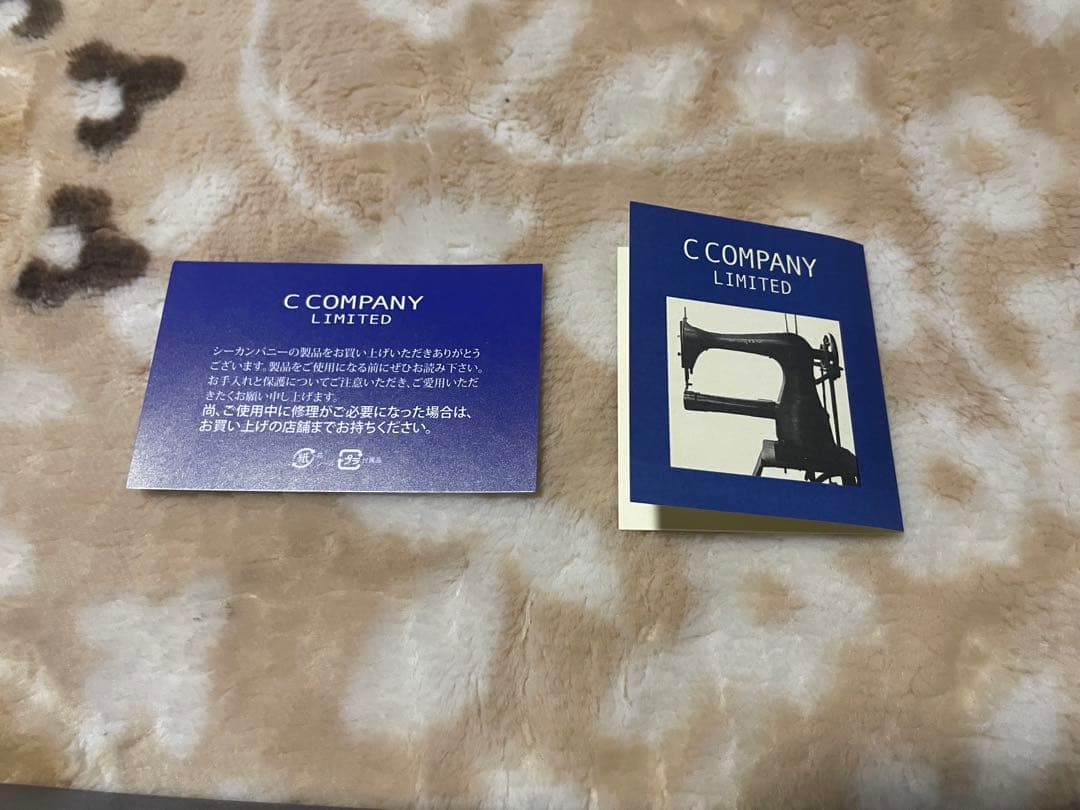 C COMPANY
LIMITED
シーカンパニーの製品をお買い上げいただきありがとう
ございます。製品をご使用になる前にぜひお読み下さい。
お手入れと保護についてご注意いただき、ご愛用いただ
きたくお願い申し上げます。
尚、ご使用中に修理がご必要になった場合は、
お買い上げの店舗までお持ちください。
紙
プラ
付属品
C COMPANY
LIMITED